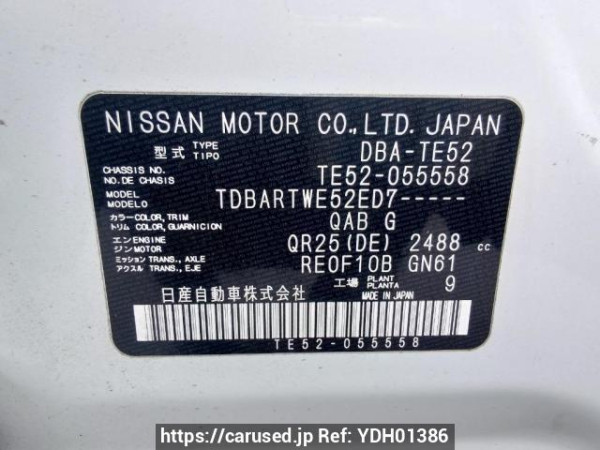 NISSAN MOTOR CO.,LTD. JAPAN
型式 TYPE TIPO DBA-TE52
CHASSIS NO. NO. DE CHASSIS TE52-055558
MODEL MODELO TDBARTWE52ED7-----
カラー COLOR, TRIM トリム COLOR, GUARNICION QAB G
エンジン ENGINE MOTOR QR25(DE) 2488 cc
ミッション TRANS., AXLE アクスル TRANS., EJE RE0F10B GN61
工場 PLANT PLANTA 9
日産自動車株式会社 MADE IN JAPAN
TE52-055558
https://carused.jp Ref: YDH01386